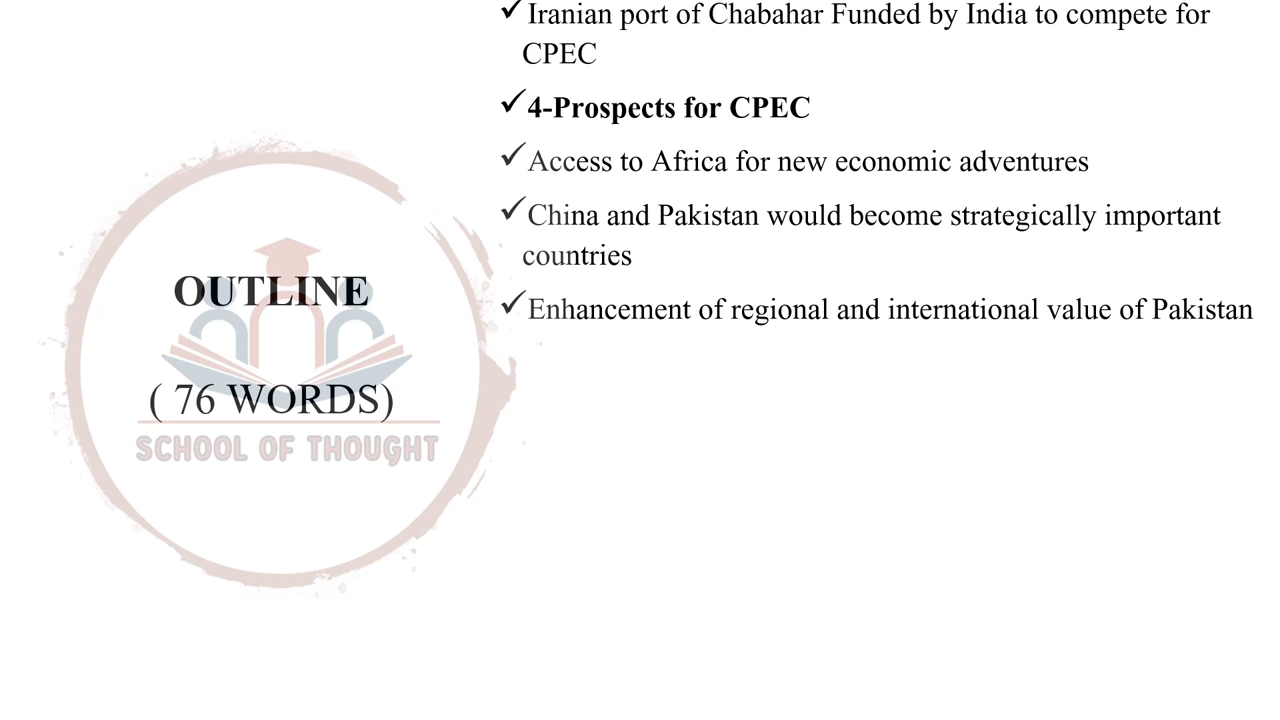 ✓Iranian port of Chabahar Funded by India to compete for
CPEC
✓4-Prospects for CPEC
✓Access to Africa for new economic adventures
✓China and Pakistan would become strategically important
countries
✓Enhancement of regional and international value of Pakistan
OUTLINE
( 76 WORDS)
SCHOOL OF THOUGHT